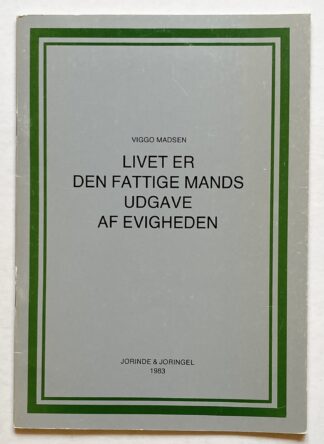 VIGGO MADSEN
LIVET ER
DEN FATTIGE MANDS
UDGAVE
AF EVIGHEDEN
JORINDE & JORINGEL
1983